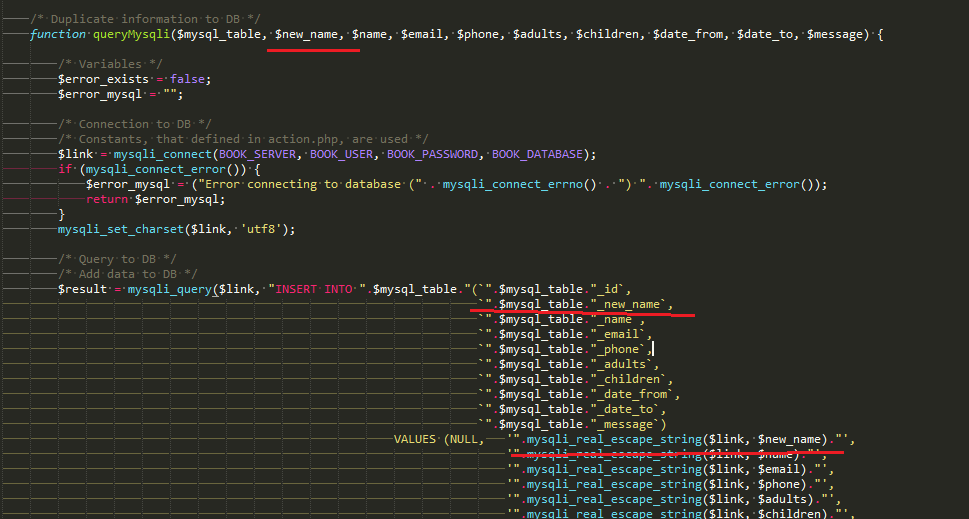 /* Duplicate information to DB */
function queryMysqli($mysql_table, $new_name, $name, $email, $phone, $adults, $children, $date_from, $date_to, $message) {
/* Variables */
$error_exists = false;
$error_mysql = "";
/* Connection to DB */
/* Constants, that defined in action.php, are used */
$link = mysqli_connect(BOOK_SERVER, BOOK_USER, BOOK_PASSWORD, BOOK_DATABASE);
if (mysqli_connect_error()) {
$error_mysql = ("Error connecting to database (" . mysqli_connect_errno() . ") ". mysqli_connect_error());
return $error_mysql;
}
mysqli_set_charset($link, 'utf8');
/* Query to DB */
/* Add data to DB */
$result = mysqli_query($link, "INSERT INTO ".$mysql_table."(`".$mysql_table."_id`,
`".$mysql_table."_new_name`,
`".$mysql_table."_name`,
`".$mysql_table."_email`,
`".$mysql_table."_phone`,
`".$mysql_table."_adults`,
`".$mysql_table."_children`,
`".$mysql_table."_date_from`,
`".$mysql_table."_date_to`,
`".$mysql_table."_message`)
VALUES (NULL, '".mysqli_real_escape_string($link, $new_name)."',
'".mysqli_real_escape_string($link, $name)."',
'".mysqli_real_escape_string($link, $email)."',
'".mysqli_real_escape_string($link, $phone)."',
'".mysqli_real_escape_string($link, $adults)."',
'".mysqli_real_escape_string($link, $children)."',